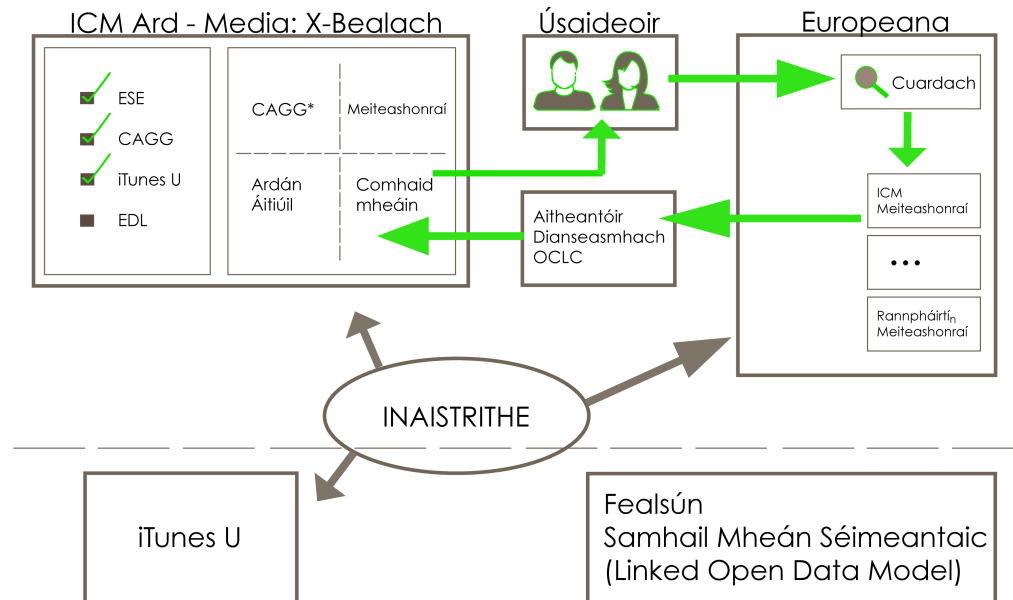 ICM Ard - Media: X-Bealach
ESE
CAGG
iTunes U
EDL
CAGG*
Meiteashonraí
Ardán
Áitiúil
Comhaid
mheáin
Úsaideoir
Aitheantóir
Dianseasmhach
OCLC
Europeana
Cuardach
ICM
Meiteashonraí
...
Rannpháirtíₙ
Meiteashonraí
INAISTRITHE
iTunes U
Fealsún
Samhail Mheán Séimeantaic
(Linked Open Data Model)